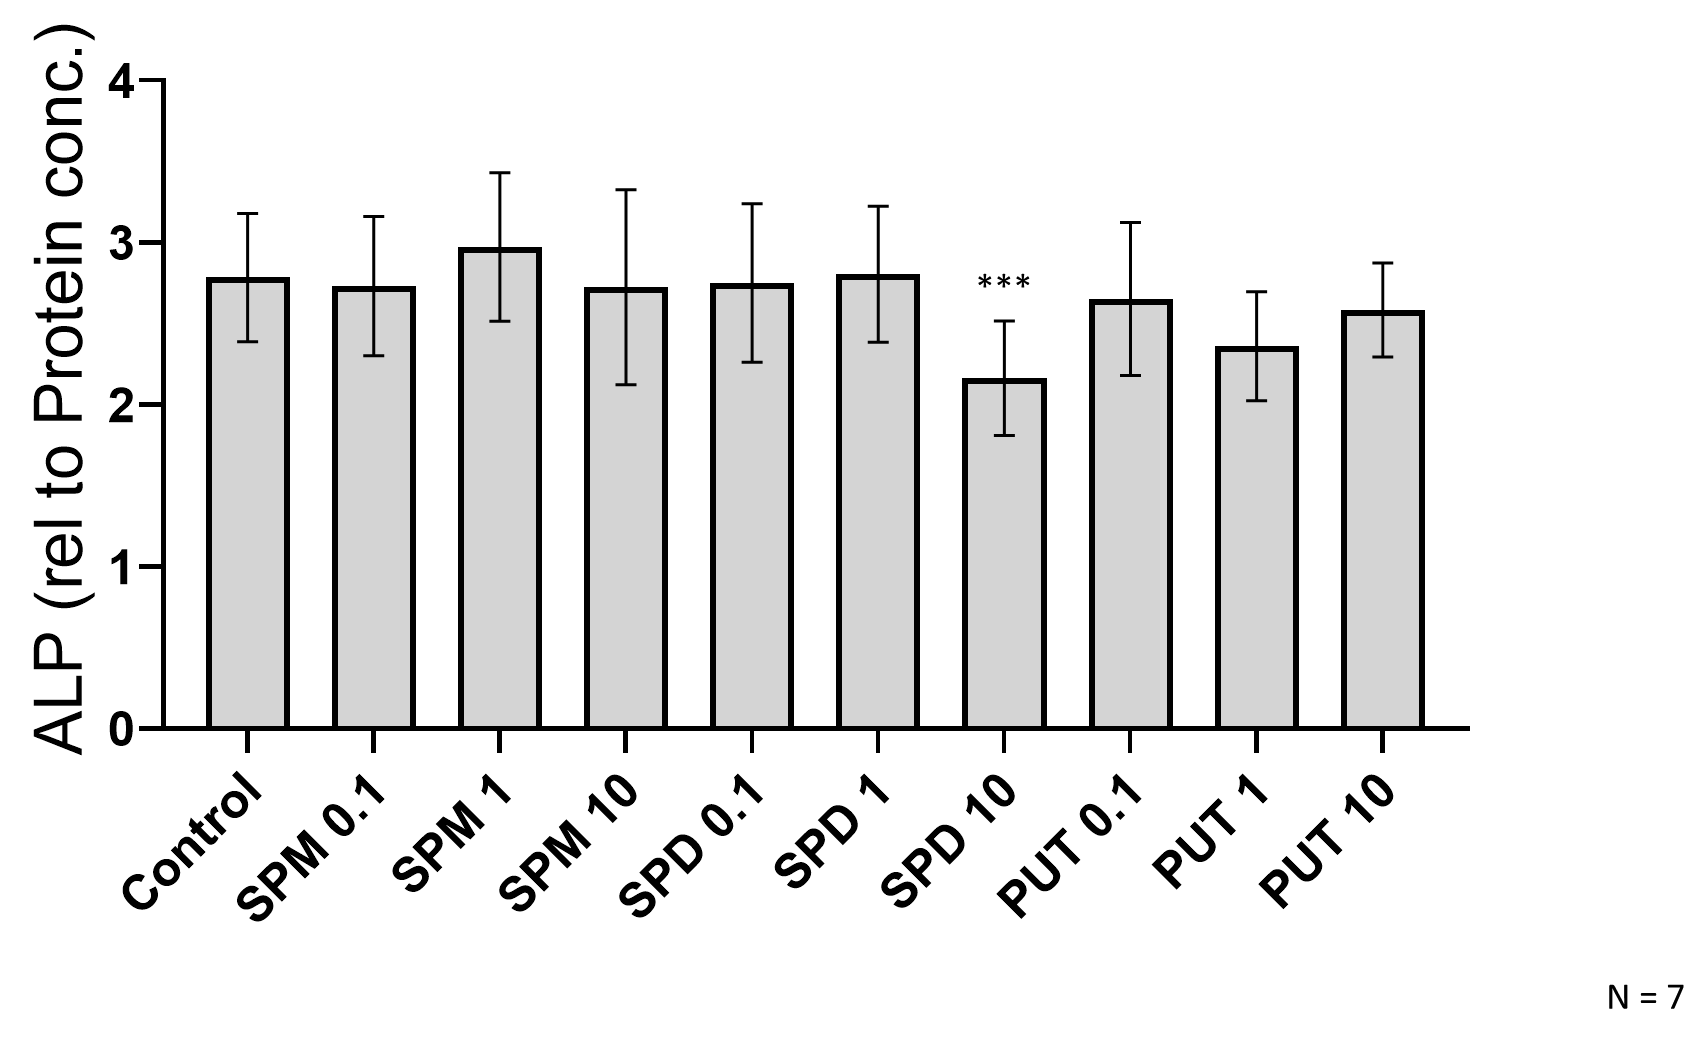 ALP (rel to Protein conc.)
4
3
2
1
0
***
Control
SPM 0.1
SPM 1
SPM 10
SPD 0.1
SPD 1
SPD 10
PUT 0.1
PUT 1
PUT 10
N = 7